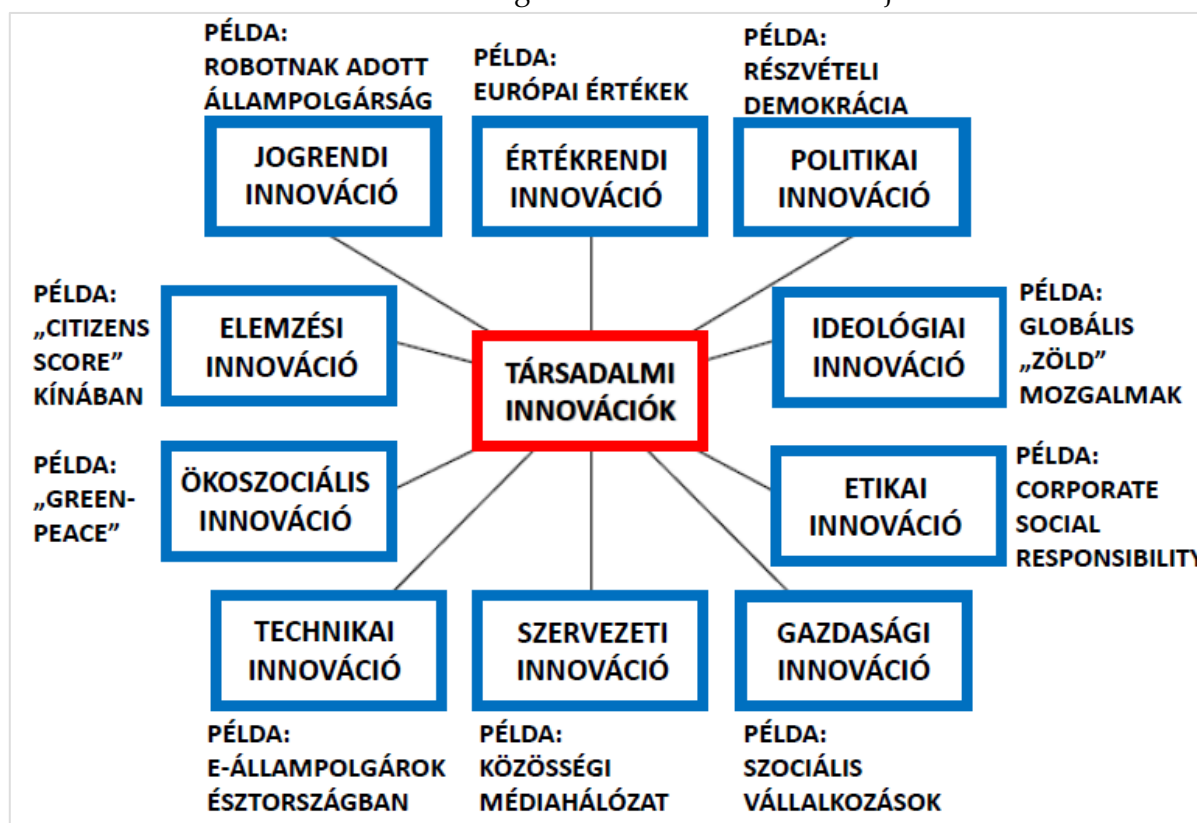 PÉLDA:
ROBOTNAK ADOTT
ÁLLAMPOLGÁRSÁG
JOGRENDI
INNOVÁCIÓ
PÉLDA:
EURÓPAI ÉRTÉKEK
ÉRTÉKRENDI
INNOVÁCIÓ
PÉLDA:
RÉSZVÉTELI
DEMOKRÁCIA
POLITIKAI
INNOVÁCIÓ
PÉLDA:
„CITIZENS
SCORE”
KÍNÁBAN
ELEMZÉSI
INNOVÁCIÓ
TÁRSADALMI
INNOVÁCIÓK
IDEOLÓGIAI
INNOVÁCIÓ
PÉLDA:
GLOBÁLIS
„ZÖLD”
MOZGALMAK
PÉLDA:
„GREEN-
PEACE”
ÖKOSZOCIÁLIS
INNOVÁCIÓ
ETIKAI
INNOVÁCIÓ
PÉLDA:
CORPORATE
SOCIAL
RESPONSIBILITY
TECHNIKAI
INNOVÁCIÓ
PÉLDA:
E-ÁLLAMPOLGÁROK
ÉSZTORSZÁGBAN
SZERVEZETI
INNOVÁCIÓ
PÉLDA:
KÖZÖSSÉGI
MÉDIAHÁLÓZAT
GAZDASÁGI
INNOVÁCIÓ
PÉLDA:
SZOCIÁLIS
VÁLLALKOZÁSOK